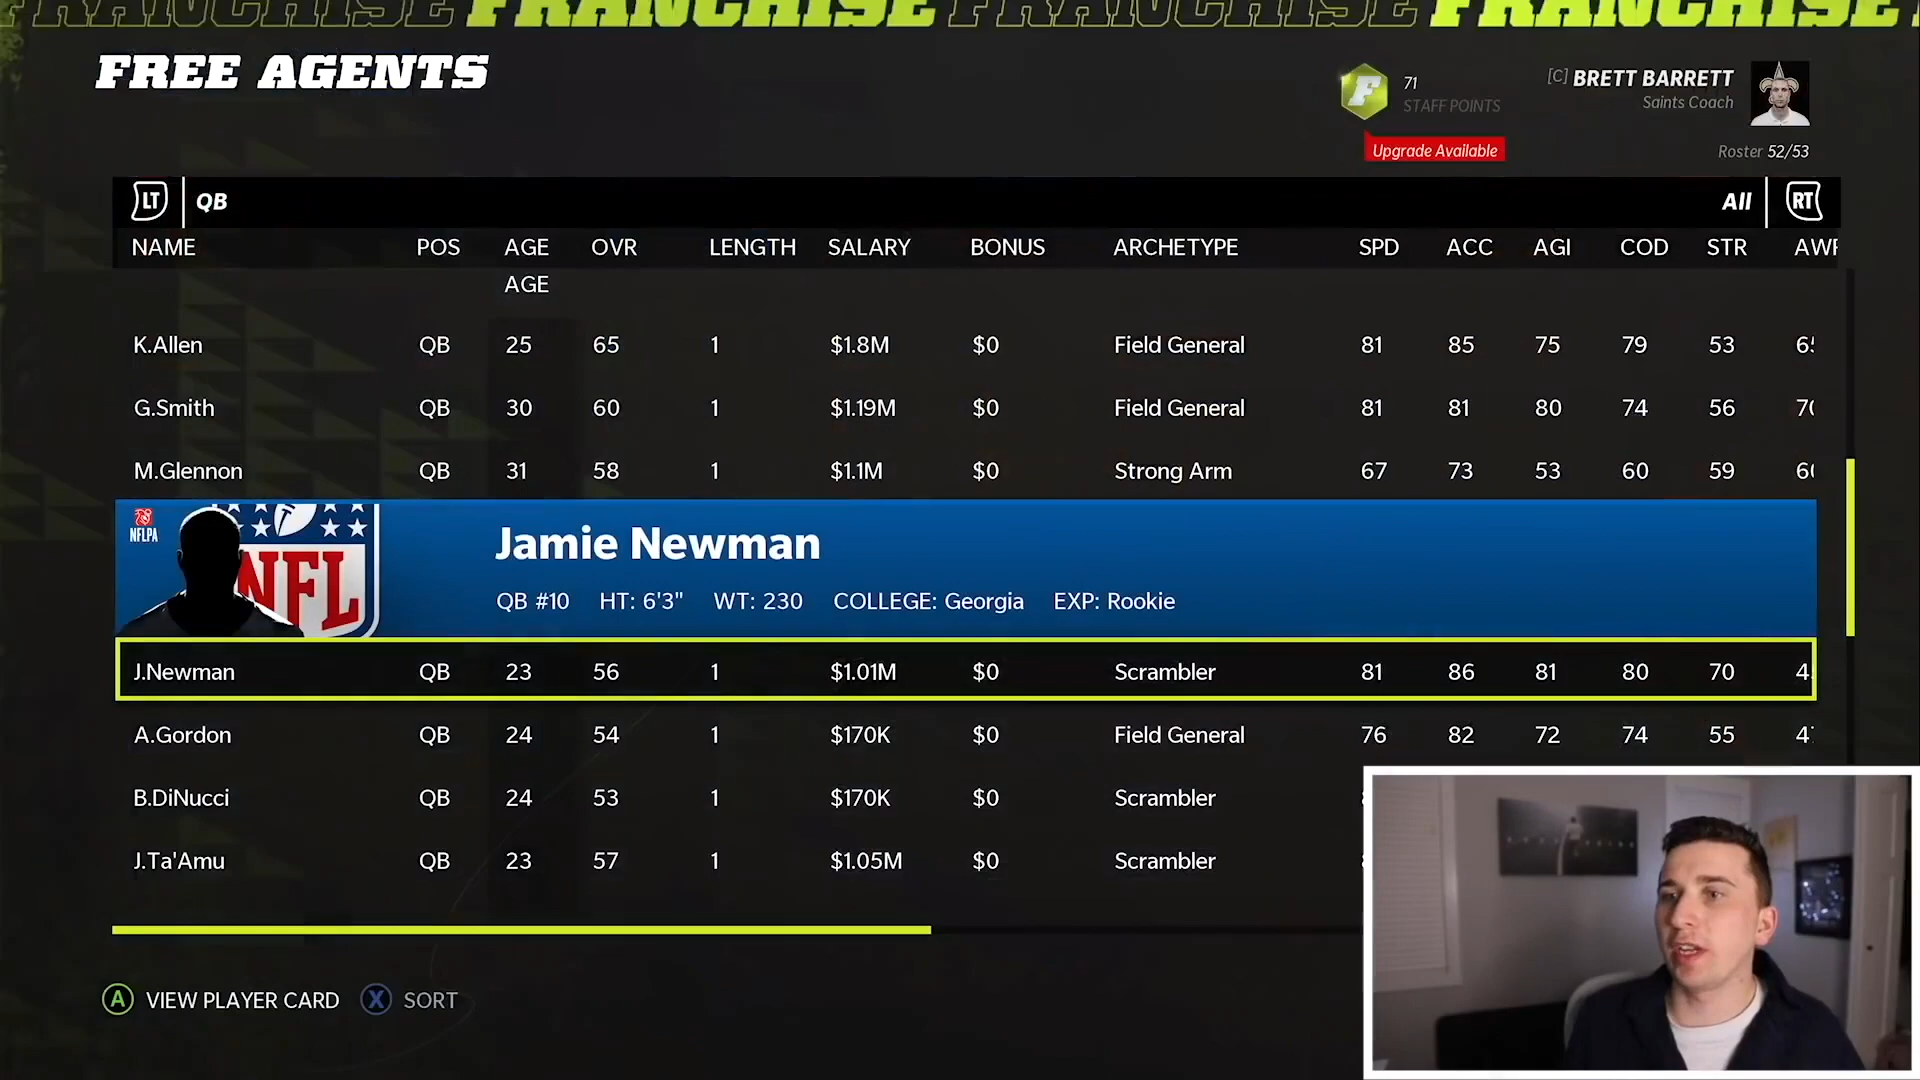 FRANCHISE FRANCHISE FRANCHISE FRANCHISE
FREE AGENTS
71
STAFF POINTS
Upgrade Available
[C] BRETT BARRETT
Saints Coach
Roster 52/53
LT QB All RT
NAME POS AGE OVR LENGTH SALARY BONUS ARCHETYPE SPD ACC AGI COD STR
AGE
K.Allen QB 25 65 1 $1.8M $0 Field General 81 85 75 79 53
G.Smith QB 30 60 1 $1.19M $0 Field General 81 81 80 74 56
M.Glennon QB 31 58 1 $1.1M $0 Strong Arm 67 73 53 60 59
NFLPA
NFL
Jamie Newman
QB #10 HT: 6'3" WT: 230 COLLEGE: Georgia EXP: Rookie
J.Newman QB 23 56 1 $1.01M $0 Scrambler 81 86 81 80 70
A.Gordon QB 24 54 1 $170K $0 Field General 76 82 72 74 55
B.DiNucci QB 24 53 1 $170K $0 Scrambler
J.Ta'Amu QB 23 57 1 $1.05M $0 Scrambler
A VIEW PLAYER CARD X SORT